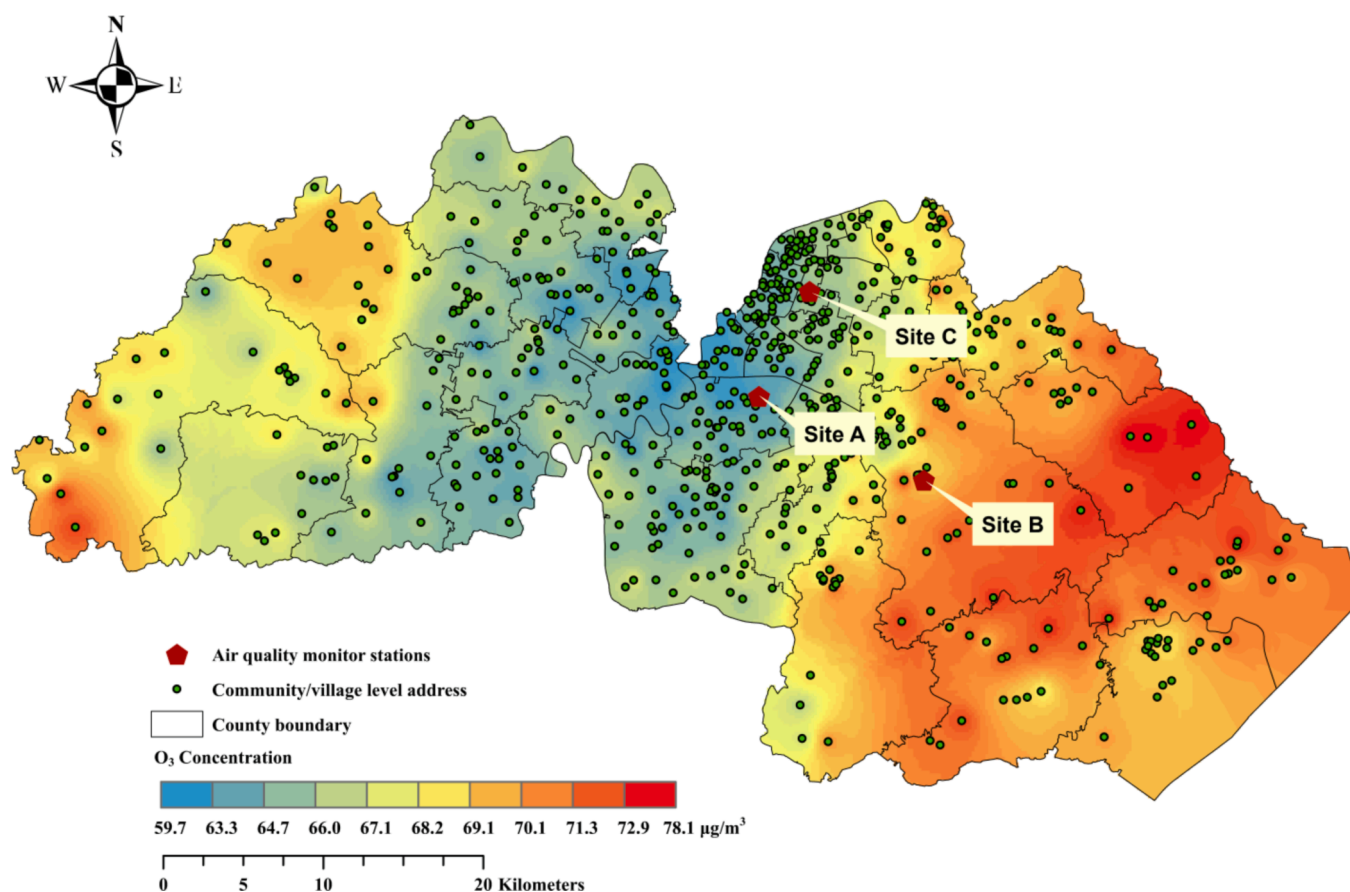 N
W E
S
Site C
Site A
Site B
Air quality monitor stations
Community/village level address
County boundary
O₃ Concentration
59.7 63.3 64.7 66.0 67.1 68.2 69.1 70.1 71.3 72.9 78.1 µg/m³
0 5 10 20 Kilometers